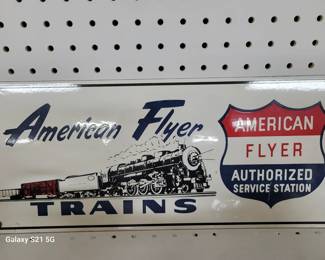 American Flyer
TRAINS
AMERICAN
FLYER
AUTHORIZED
SERVICE STATION
Galaxy S21 5G